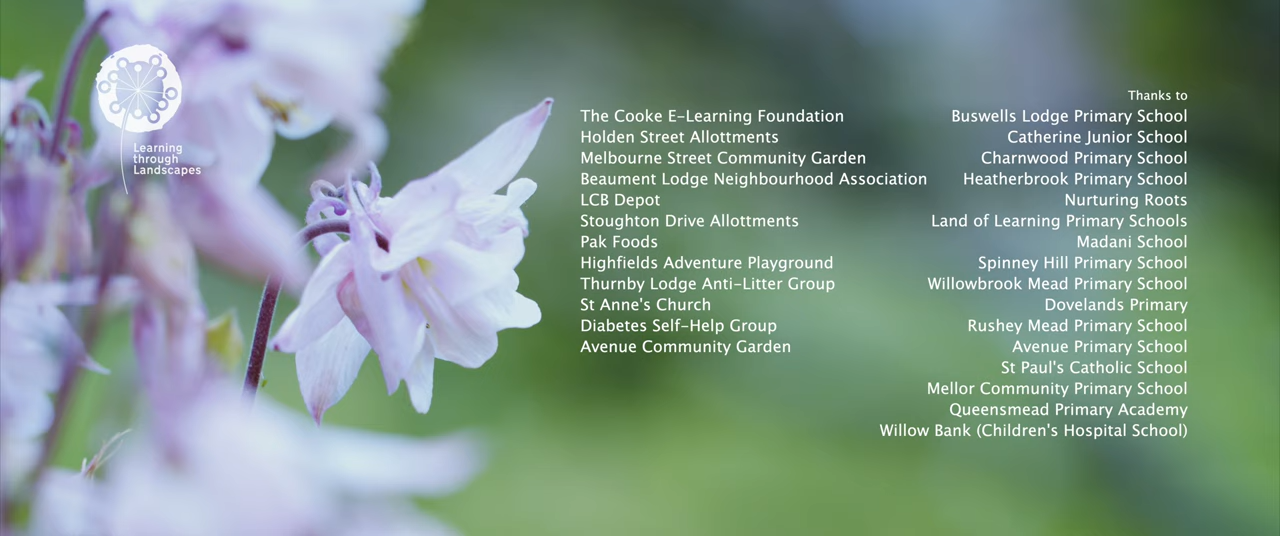 Learning
through
Landscapes
Thanks to
The Cooke E-Learning Foundation
Holden Street Allottments
Melbourne Street Community Garden
Beaument Lodge Neighbourhood Association
LCB Depot
Stoughton Drive Allottments
Pak Foods
Highfields Adventure Playground
Thurnby Lodge Anti-Litter Group
St Anne's Church
Diabetes Self-Help Group
Avenue Community Garden
Buswells Lodge Primary School
Catherine Junior School
Charnwood Primary School
Heatherbrook Primary School
Nurturing Roots
Land of Learning Primary Schools
Madani School
Spinney Hill Primary School
Willowbrook Mead Primary School
Dovelands Primary
Rushey Mead Primary School
Avenue Primary School
St Paul's Catholic School
Mellor Community Primary School
Queensmead Primary Academy
Willow Bank (Children's Hospital School)